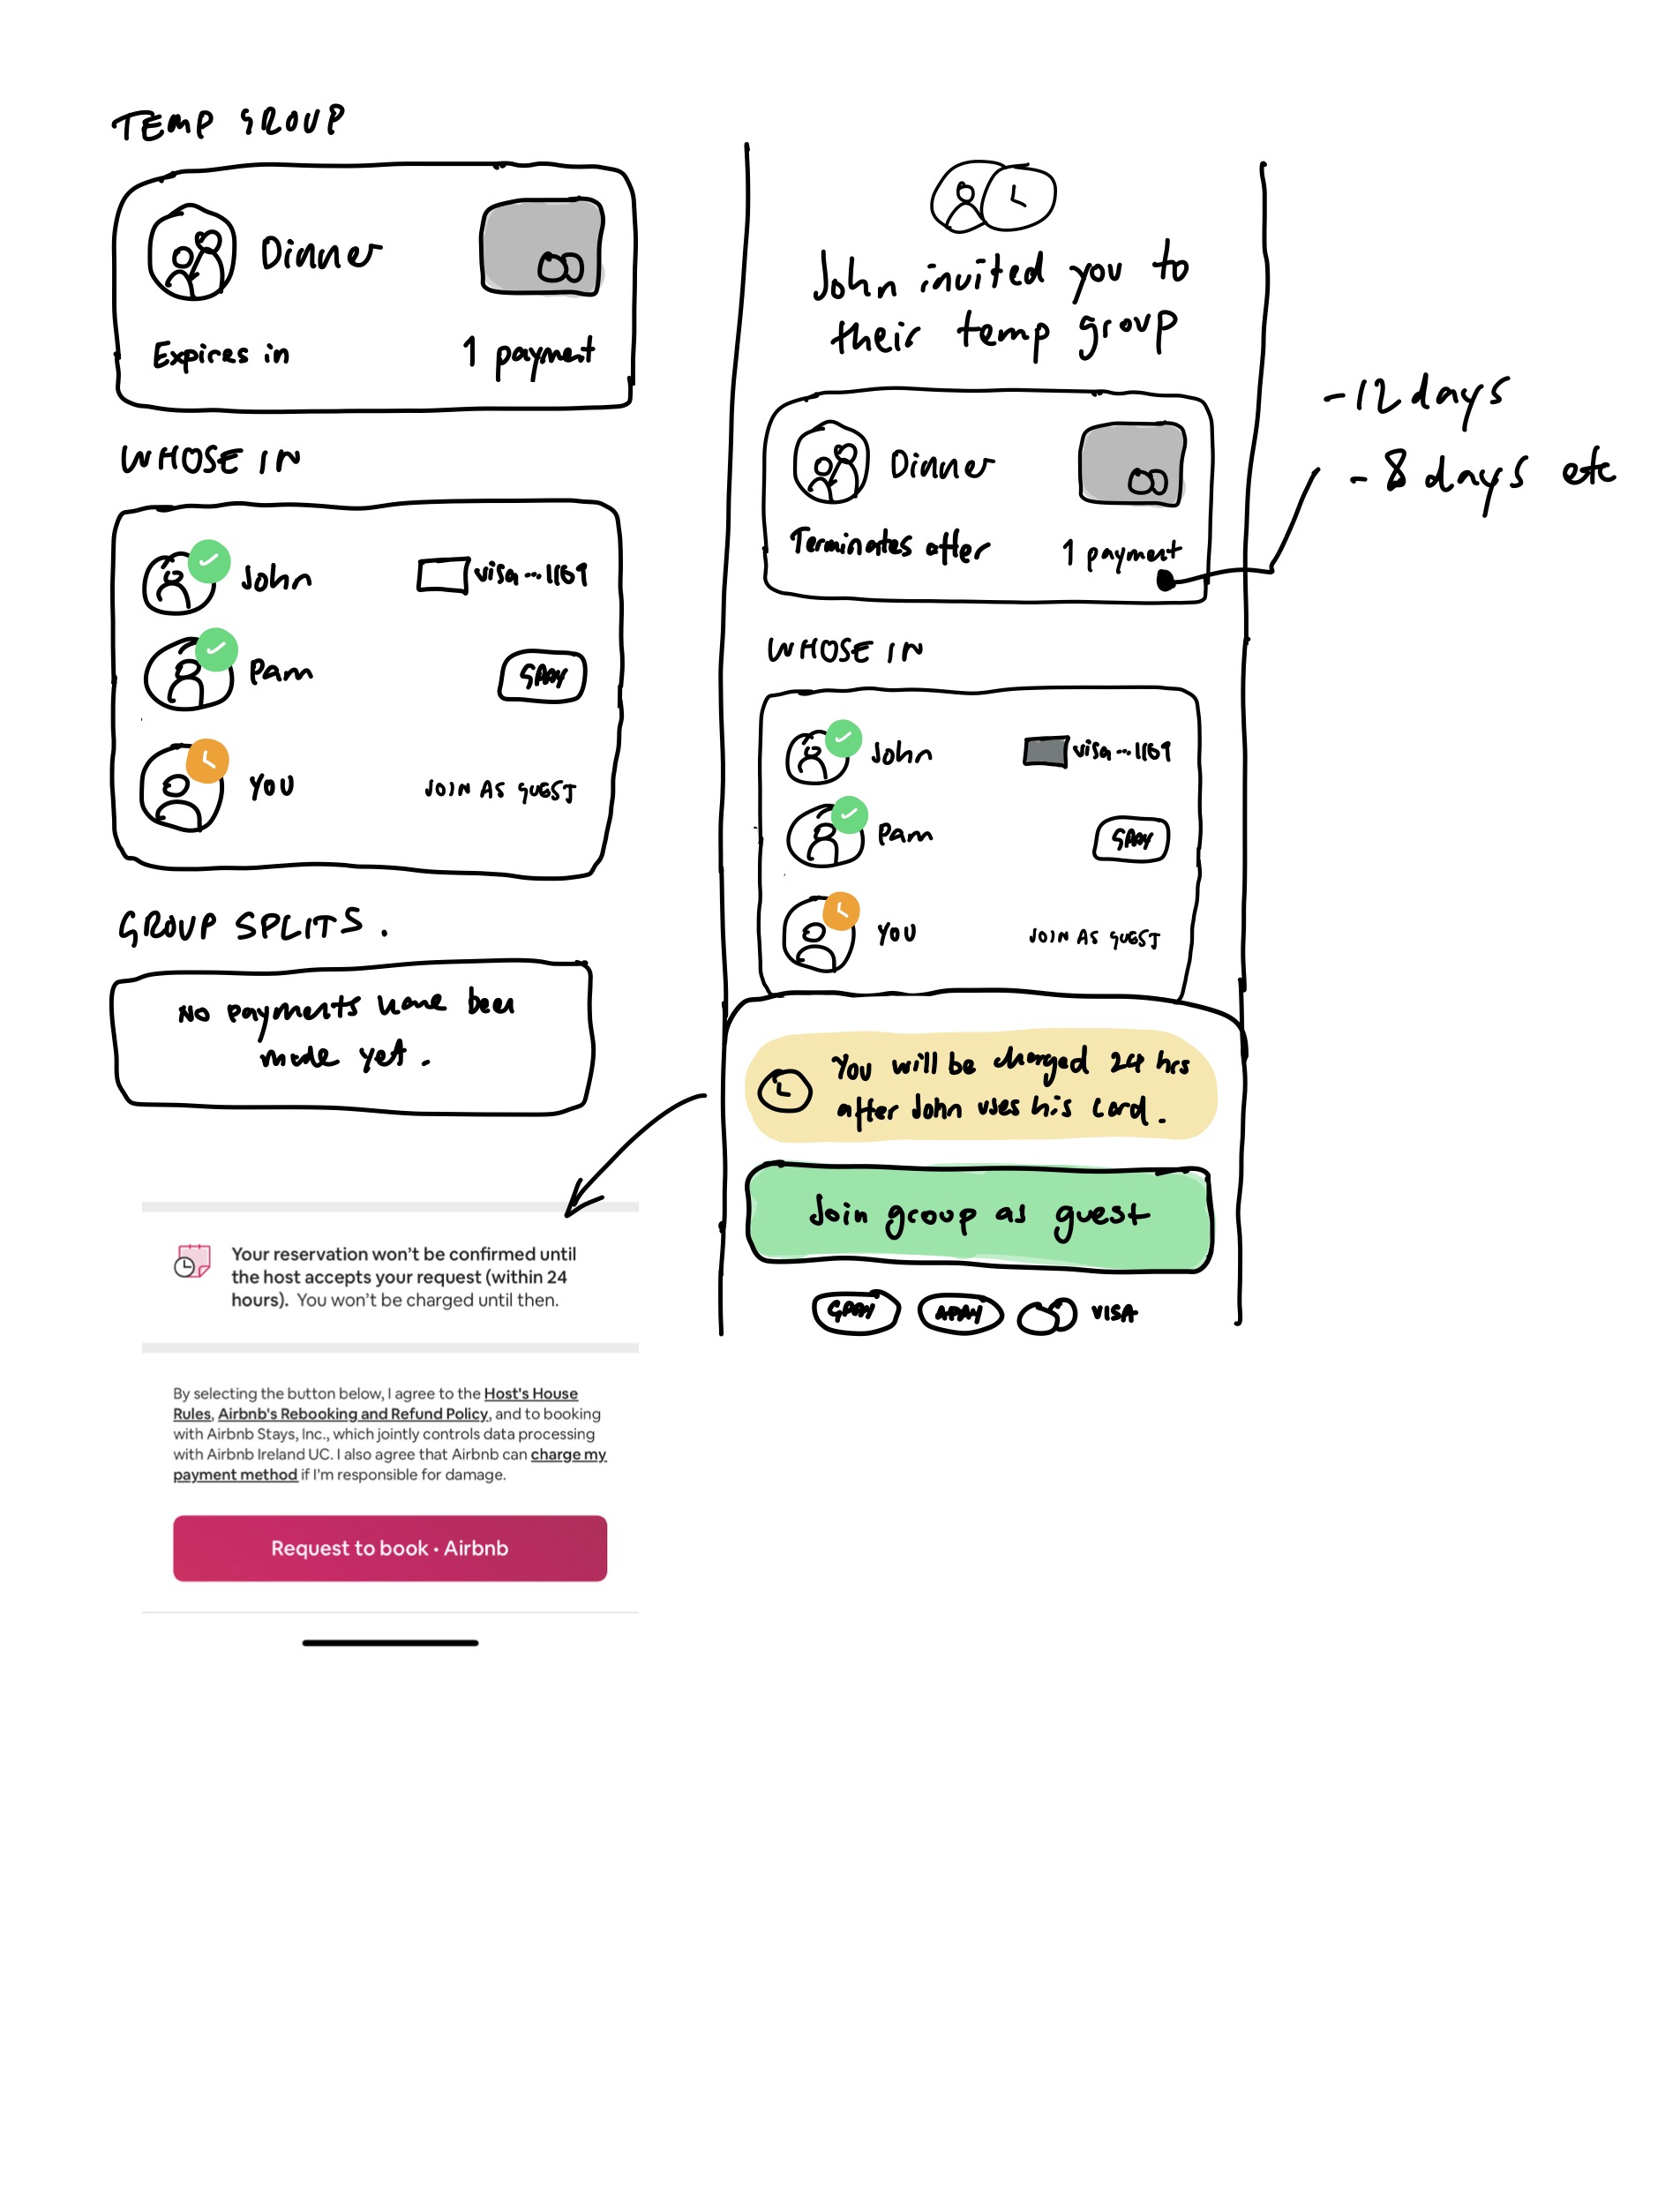 TEMP GROUP
Dinner
Expires in
1 payment
WHOSE IN
John
visa ... 1169
Pam
GPAY
YOU
JOIN AS GUEST
GROUP SPLITS.
No payments have been
made yet.
Your reservation won't be confirmed until
the host accepts your request (within 24
hours). You won't be charged until then.
By selecting the button below, I agree to the Host's House
Rules, Airbnb's Rebooking and Refund Policy, and to booking
with Airbnb Stays, Inc., which jointly controls data processing
with Airbnb Ireland UC. I also agree that Airbnb can charge my
payment method if I'm responsible for damage.
Request to book • Airbnb
John invited you to
their temp group
Dinner
Terminates after
1 payment
WHOSE IN
John
visa ... 1169
Pam
GPAY
YOU
JOIN AS GUEST
You will be charged 24 hrs
after John uses his card.
Join group as guest
GPAY
APAY
VISA
- 12 days
- 8 days etc